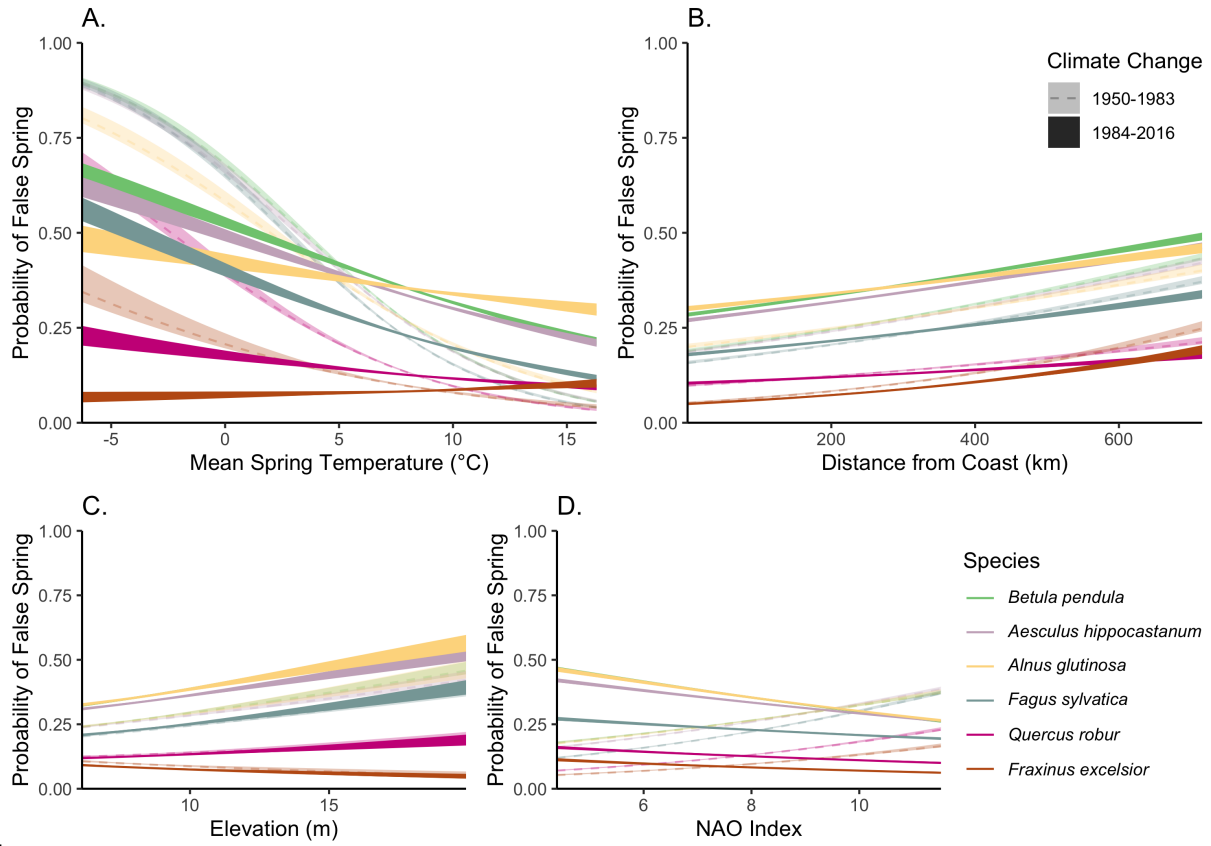 A.
1.00
0.75
0.50
0.25
0.00
Probability of False Spring
-5 0 5 10 15
Mean Spring Temperature (°C)
B.
1.00
0.75
0.50
0.25
0.00
Probability of False Spring
200 400 600
Distance from Coast (km)
Climate Change
1950-1983
1984-2016
C.
1.00
0.75
0.50
0.25
0.00
Probability of False Spring
10 15
Elevation (m)
D.
1.00
0.75
0.50
0.25
0.00
Probability of False Spring
6 8 10
NAO Index
Species
Betula pendula
Aesculus hippocastanum
Alnus glutinosa
Fagus sylvatica
Quercus robur
Fraxinus excelsior